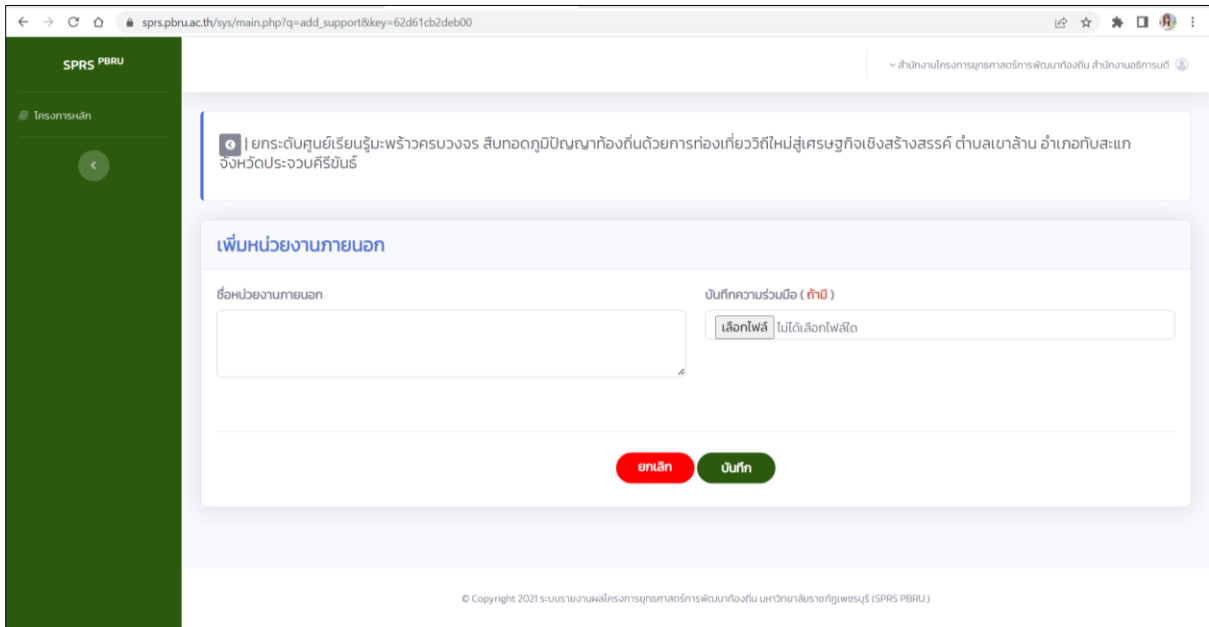 sprs.pbru.ac.th/sys/main.php?q=add_support&key=62d61cb2deb00
SPRS PBRU
สำนักงานโครงการยุทธศาสตร์การพัฒนาท้องถิ่น สำนักงานอธิการบดี
โครงการหลัก
| ยกระดับศูนย์เรียนรู้มะพร้าวครบวงจร สืบทอดภูมิปัญญาท้องถิ่นด้วยการท่องเที่ยววิถีใหม่สู่เศรษฐกิจเชิงสร้างสรรค์ ตำบลเขาล้าน อำเภอทับสะแก
จังหวัดประจวบคีรีขันธ์
เพิ่มหน่วยงานภายนอก
ชื่อหน่วยงานภายนอก
บันทึกความร่วมมือ ( ถ้ามี )
เลือกไฟล์ ไม่ได้เลือกไฟล์ใด
ยกเลิก
บันทึก
© Copyright 2021 ระบบรายงานผลโครงการยุทธศาสตร์การพัฒนาท้องถิ่น มหาวิทยาลัยราชภัฏเพชรบุรี (SPRS PBRU.)